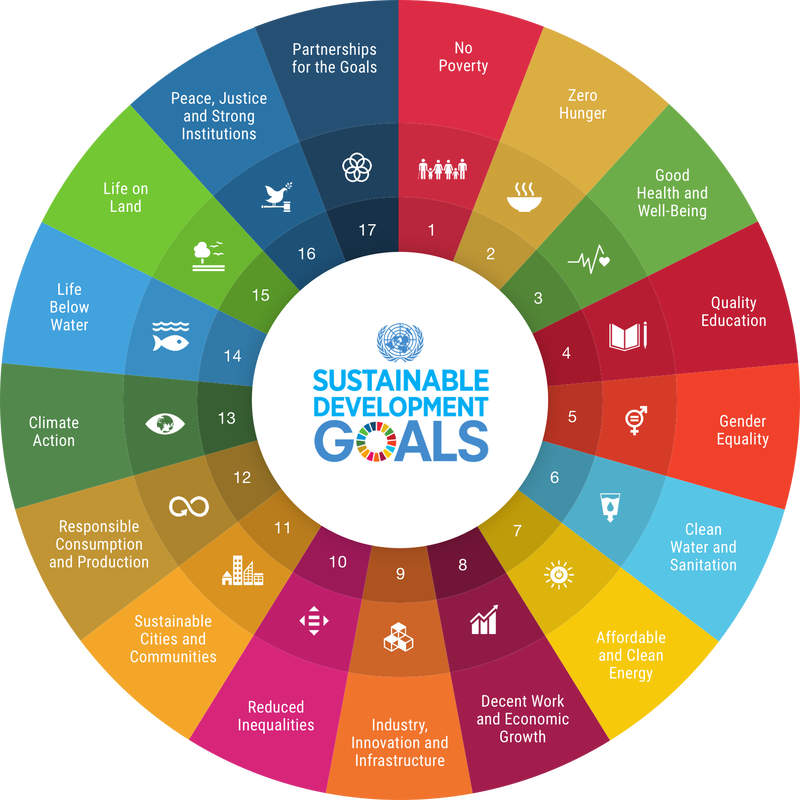 No
Poverty
1
Zero
Hunger
2
Good
Health and
Well-Being
3
Quality
Education
4
Gender
Equality
5
Clean
Water and
Sanitation
6
Affordable
and Clean
Energy
7
Decent Work
and Economic
Growth
8
Industry,
Innovation and
Infrastructure
9
Reduced
Inequalities
10
Sustainable
Cities and
Communities
11
Responsible
Consumption
and Production
12
Climate
Action
13
Life
Below
Water
14
Life on
Land
15
Peace, Justice
and Strong
Institutions
16
Partnerships
for the Goals
17
SUSTAINABLE
DEVELOPMENT
GOALS